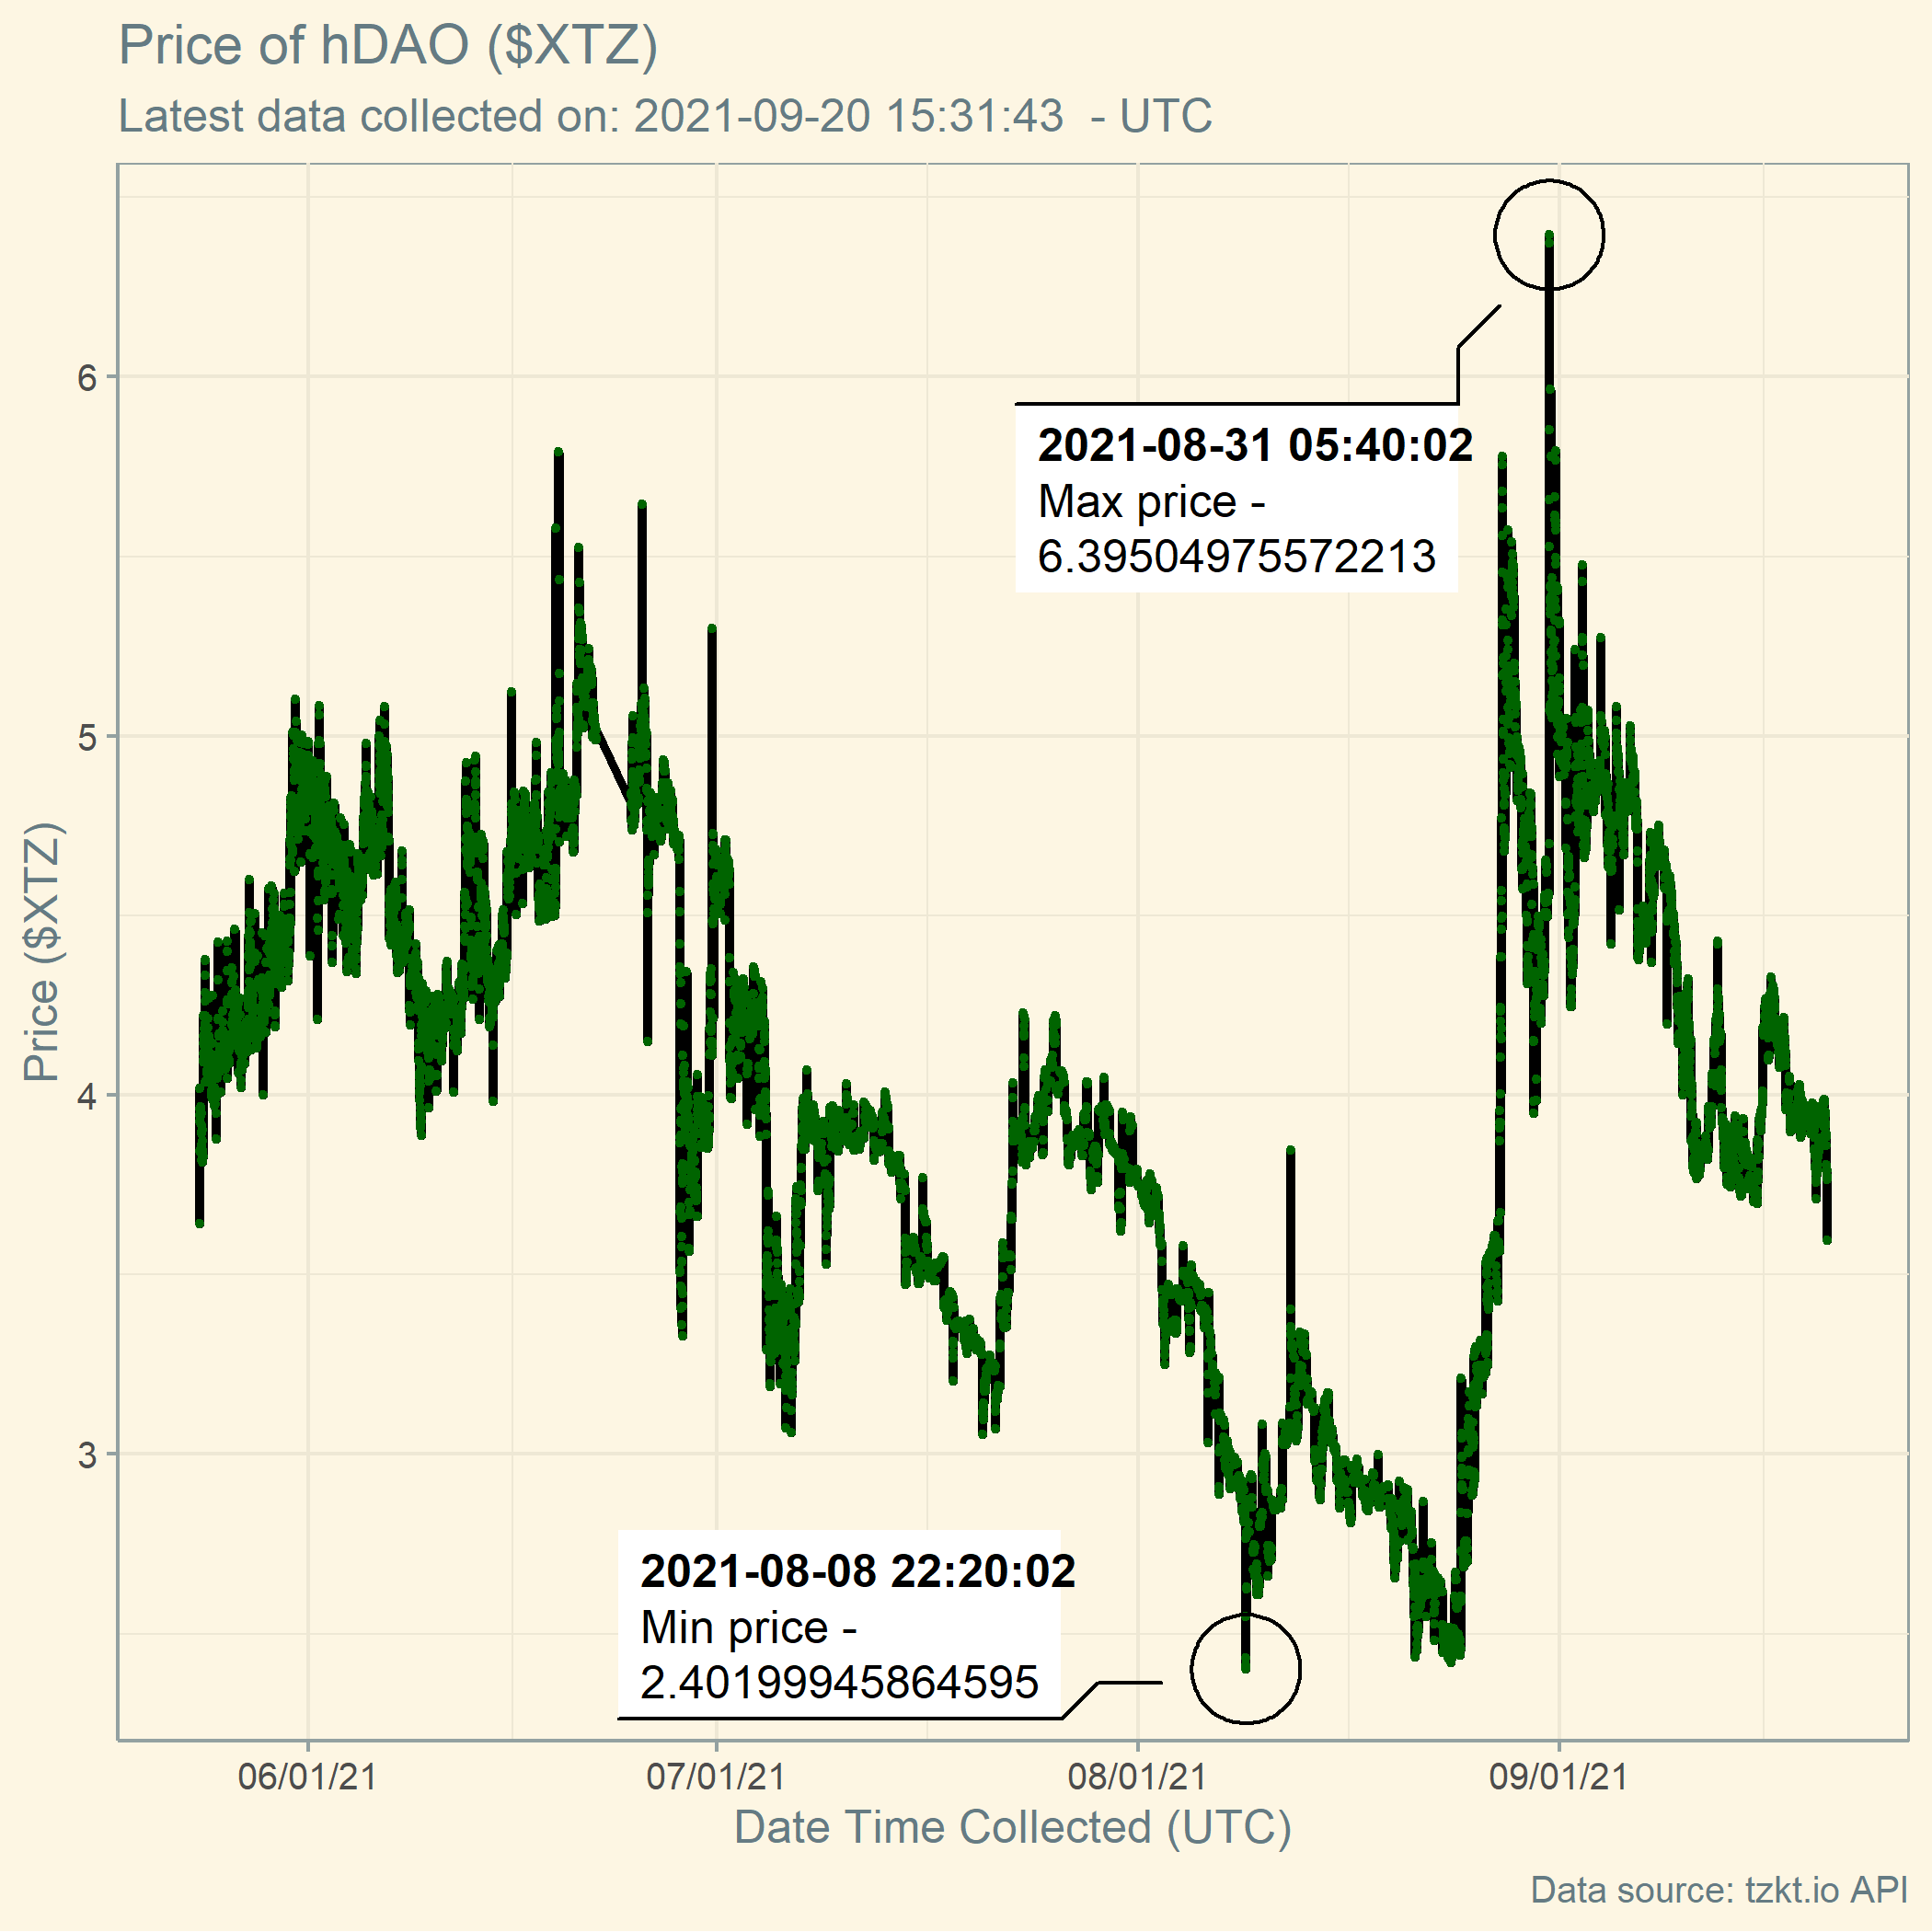 Price of hDAO ($XTZ)
Latest data collected on: 2021-09-20 15:31:43  - UTC
6
5
4
3
Price ($XTZ)
2021-08-31 05:40:02
Max price -
6.39504975572213
2021-08-08 22:20:02
Min price -
2.40199945864595
06/01/21
07/01/21
08/01/21
09/01/21
Date Time Collected (UTC)
Data source: tzkt.io API